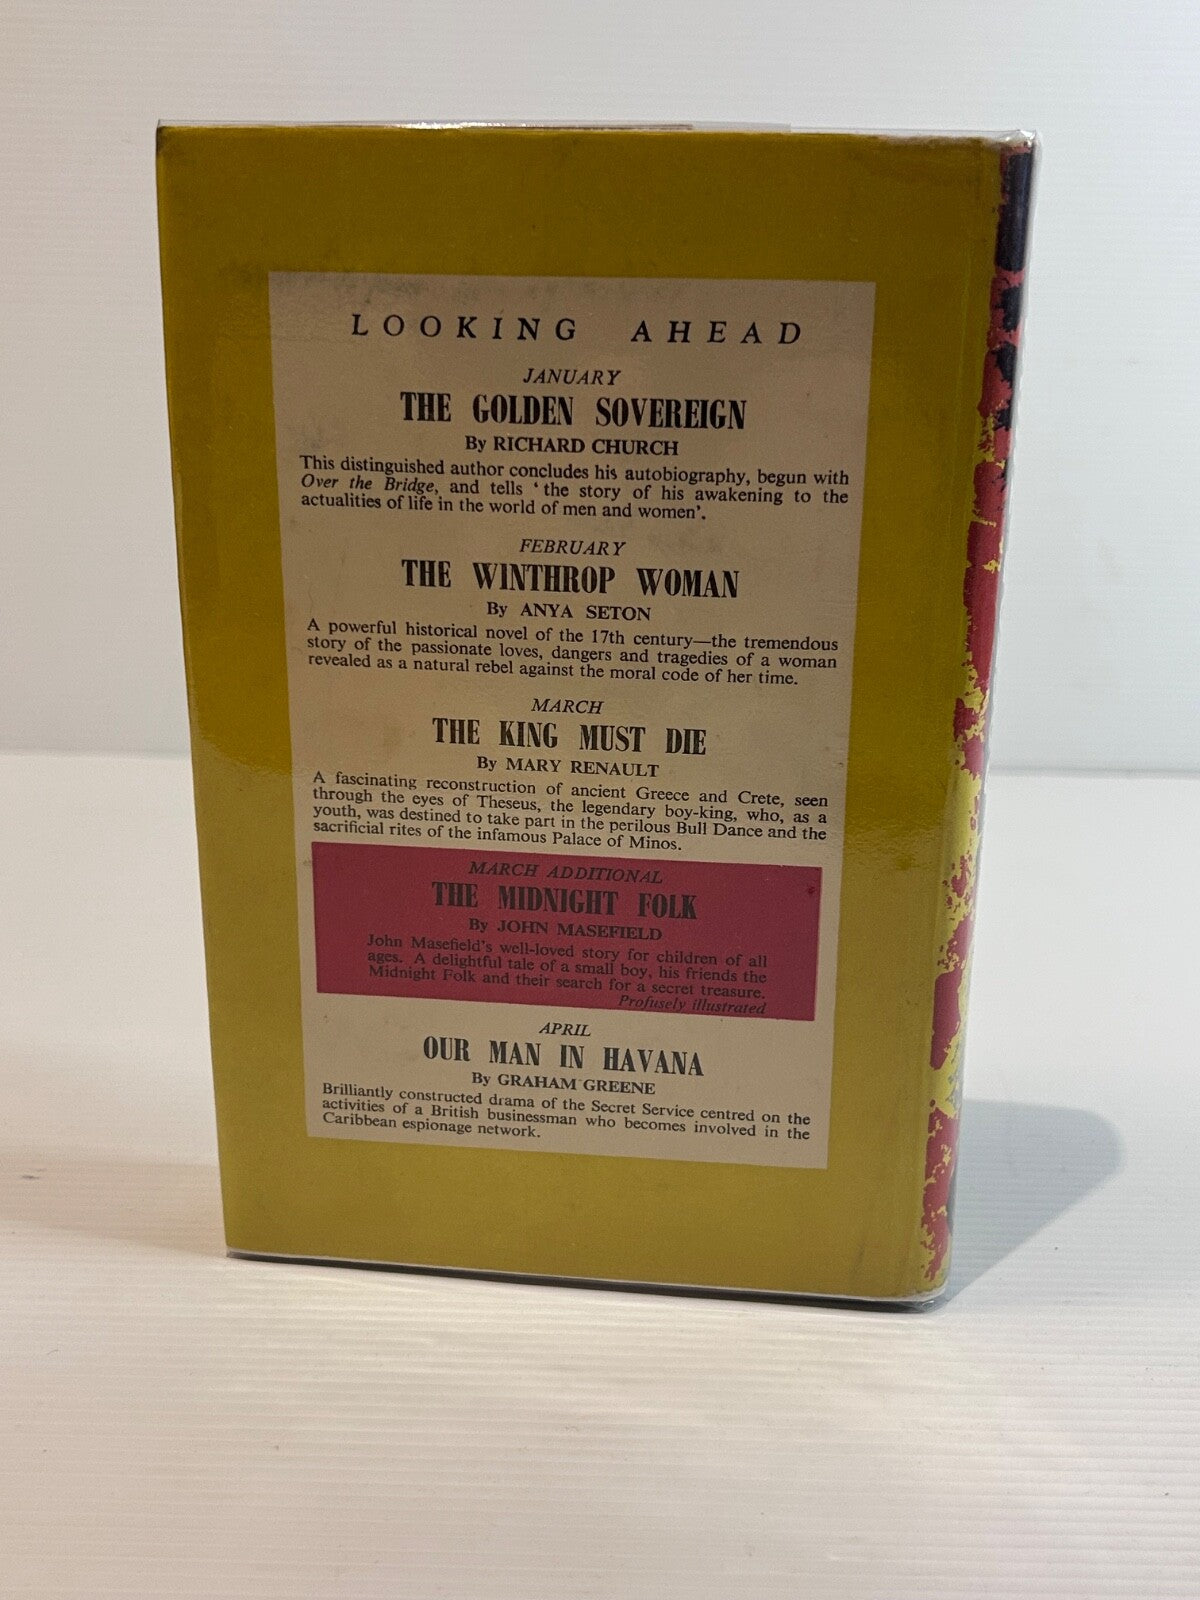 LOOKING AHEAD
JANUARY
THE GOLDEN SOVEREIGN
By RICHARD CHURCH
This distinguished author concludes his autobiography, begun with
Over the Bridge, and tells ‘the story of his awakening to the
actualities of life in the world of men and women’.
FEBRUARY
THE WINTHROP WOMAN
By ANYA SETON
A powerful historical novel of the 17th century—the tremendous
story of the passionate loves, dangers and tragedies of a woman
revealed as a natural rebel against the moral code of her time.
MARCH
THE KING MUST DIE
By MARY RENAULT
A fascinating reconstruction of ancient Greece and Crete, seen
through the eyes of Theseus, the legendary boy-king, who, as a
youth, was destined to take part in the perilous Bull Dance and the
sacrificial rites of the infamous Palace of Minos.
MARCH ADDITIONAL
THE MIDNIGHT FOLK
By JOHN MASEFIELD
John Masefield's well-loved story for children of all
ages. A delightful tale of a small boy, his friends the
Midnight Folk and their search for a secret treasure.
Profusely illustrated
APRIL
OUR MAN IN HAVANA
By GRAHAM GREENE
Brilliantly constructed drama of the Secret Service centred on the
activities of a British businessman who becomes involved in the
Caribbean espionage network.